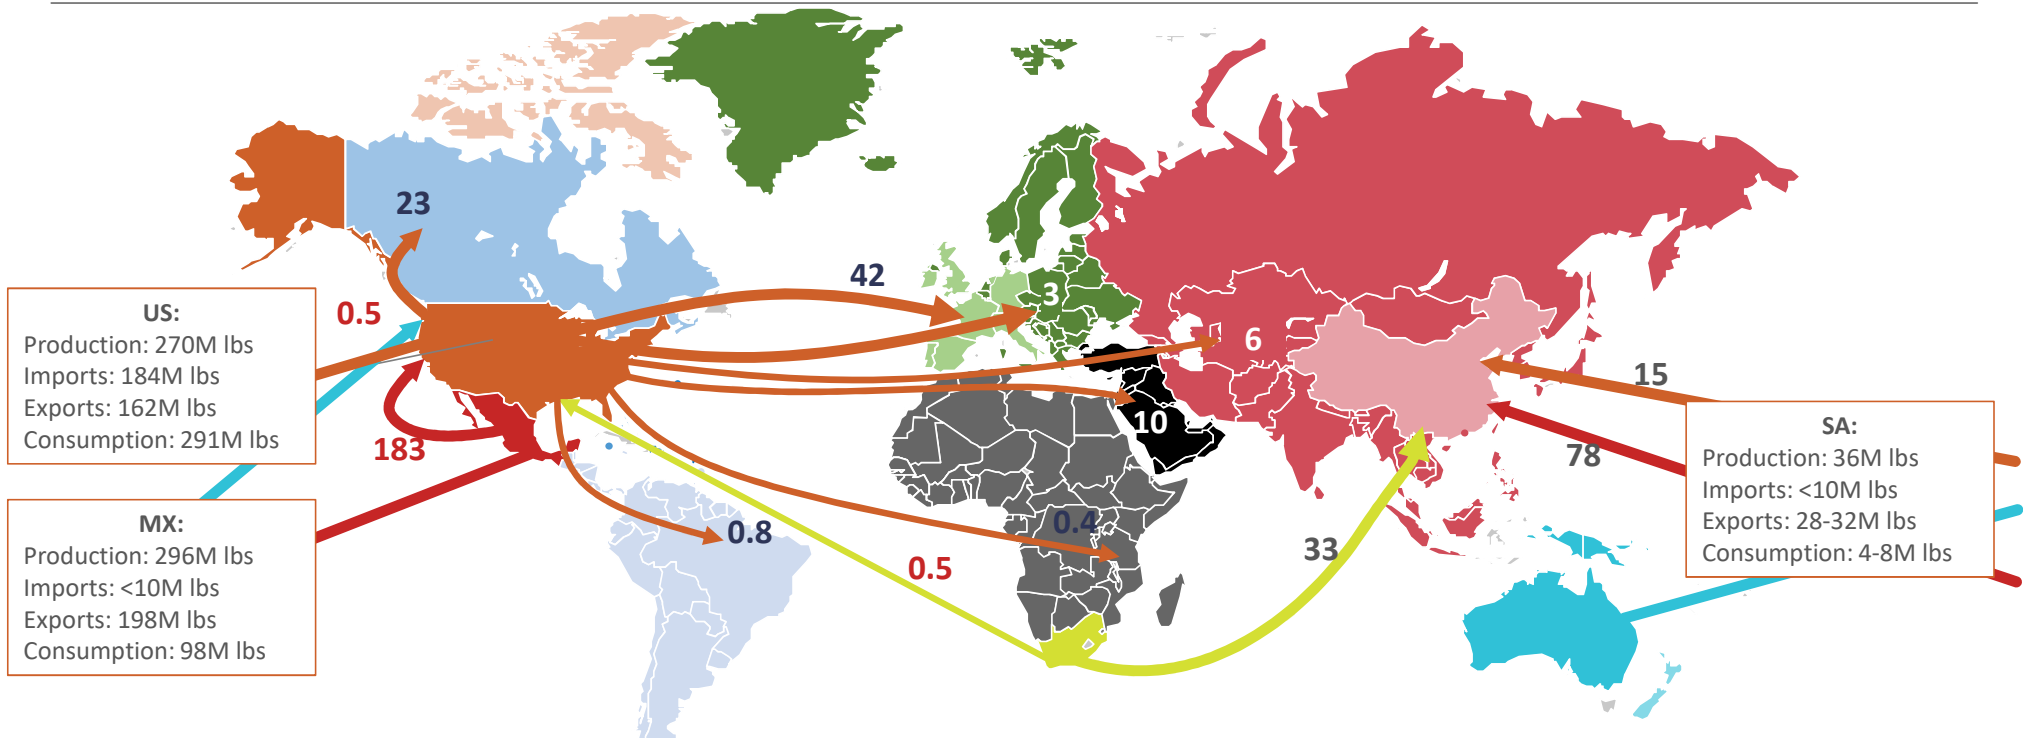 23
42
3
0.5
US:
Production: 270M lbs
Imports: 184M lbs
Exports: 162M lbs
Consumption: 291M lbs
6
15
10
183
78
SA:
Production: 36M lbs
Imports: <10M lbs
Exports: 28-32M lbs
Consumption: 4-8M lbs
MX:
Production: 296M lbs
Imports: <10M lbs
Exports: 198M lbs
Consumption: 98M lbs
0.8
0.4
0.5
33